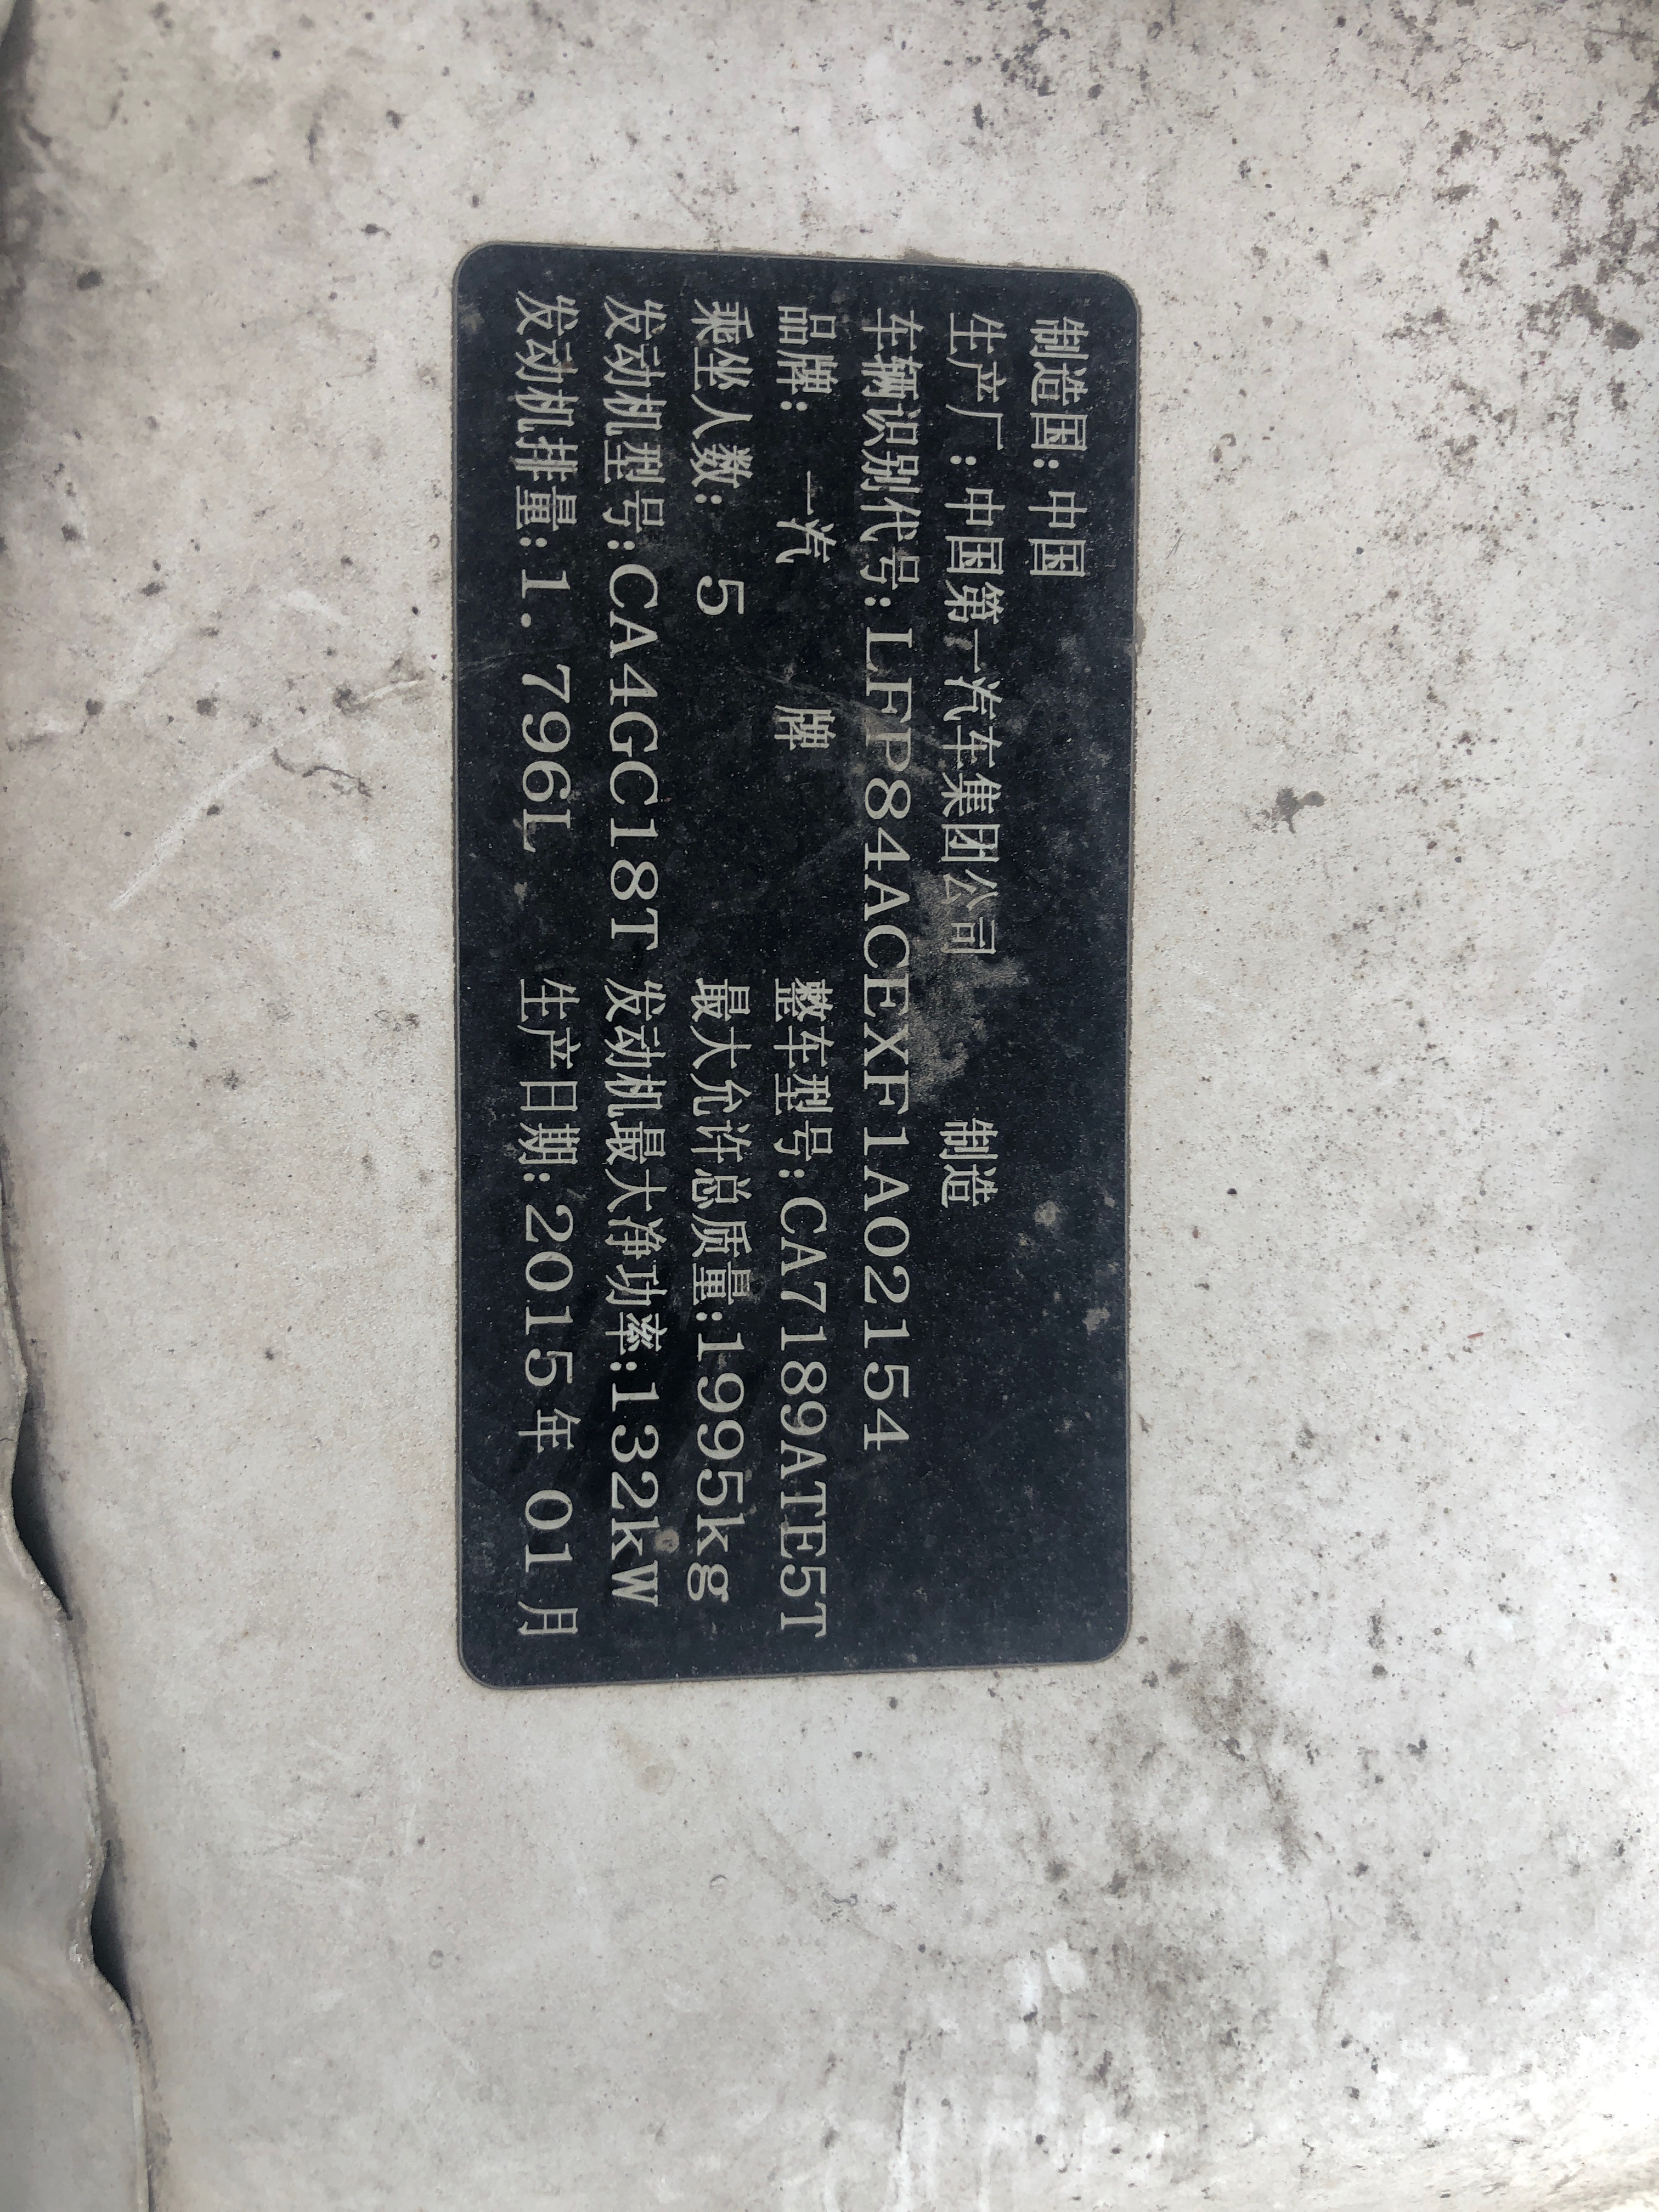 制造国:中国
生产厂:中国第一汽车集团公司 制造
车辆识别代号:LFP84ACEXF1A02154
品牌: 一汽 牌 整车型号:CA7189ATE5T
乘坐人数: 5 最大允许总质量:1995kg
发动机型号:CA4GC18T 发动机最大净功率:132kW
发动机排量:1.796L 生产日期:2015年01月